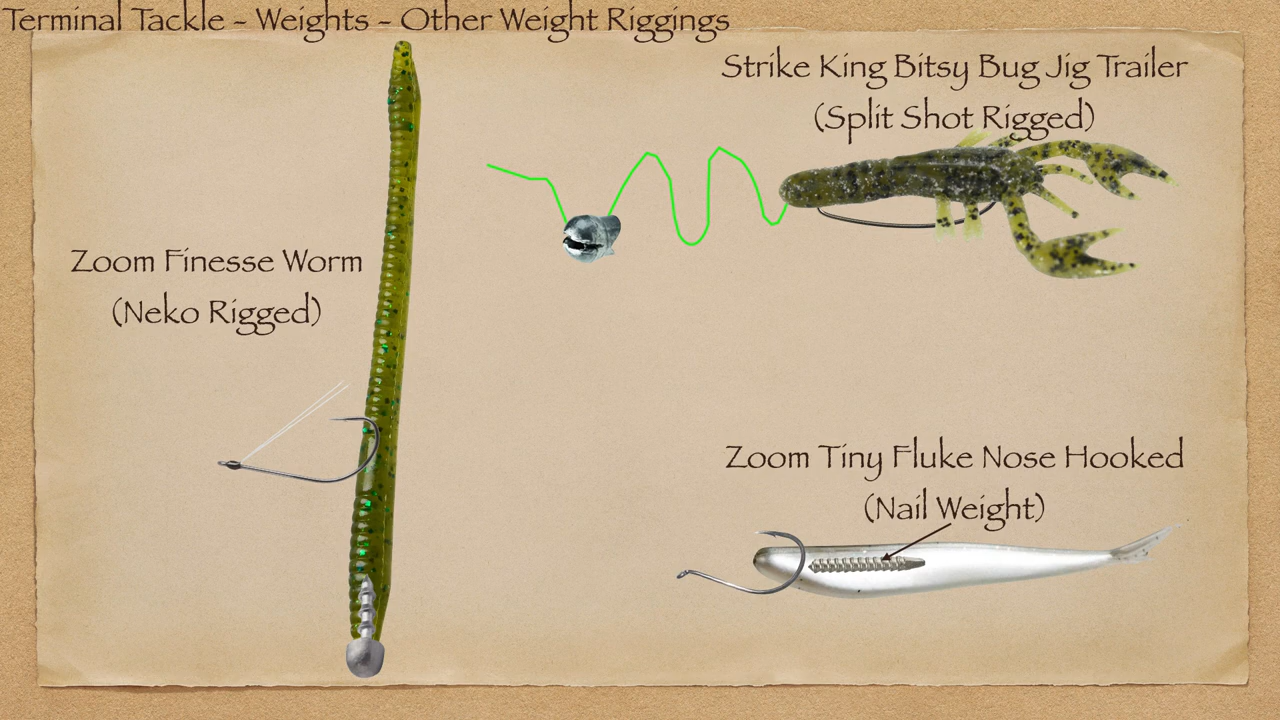 Terminal Tackle - Weights - Other Weight Riggings
Strike King Bitsy Bug Jig Trailer
(Split Shot Rigged)
Zoom Finesse Worm
(Neko Rigged)
Zoom Tiny Fluke Nose Hooked
(Nail Weight)